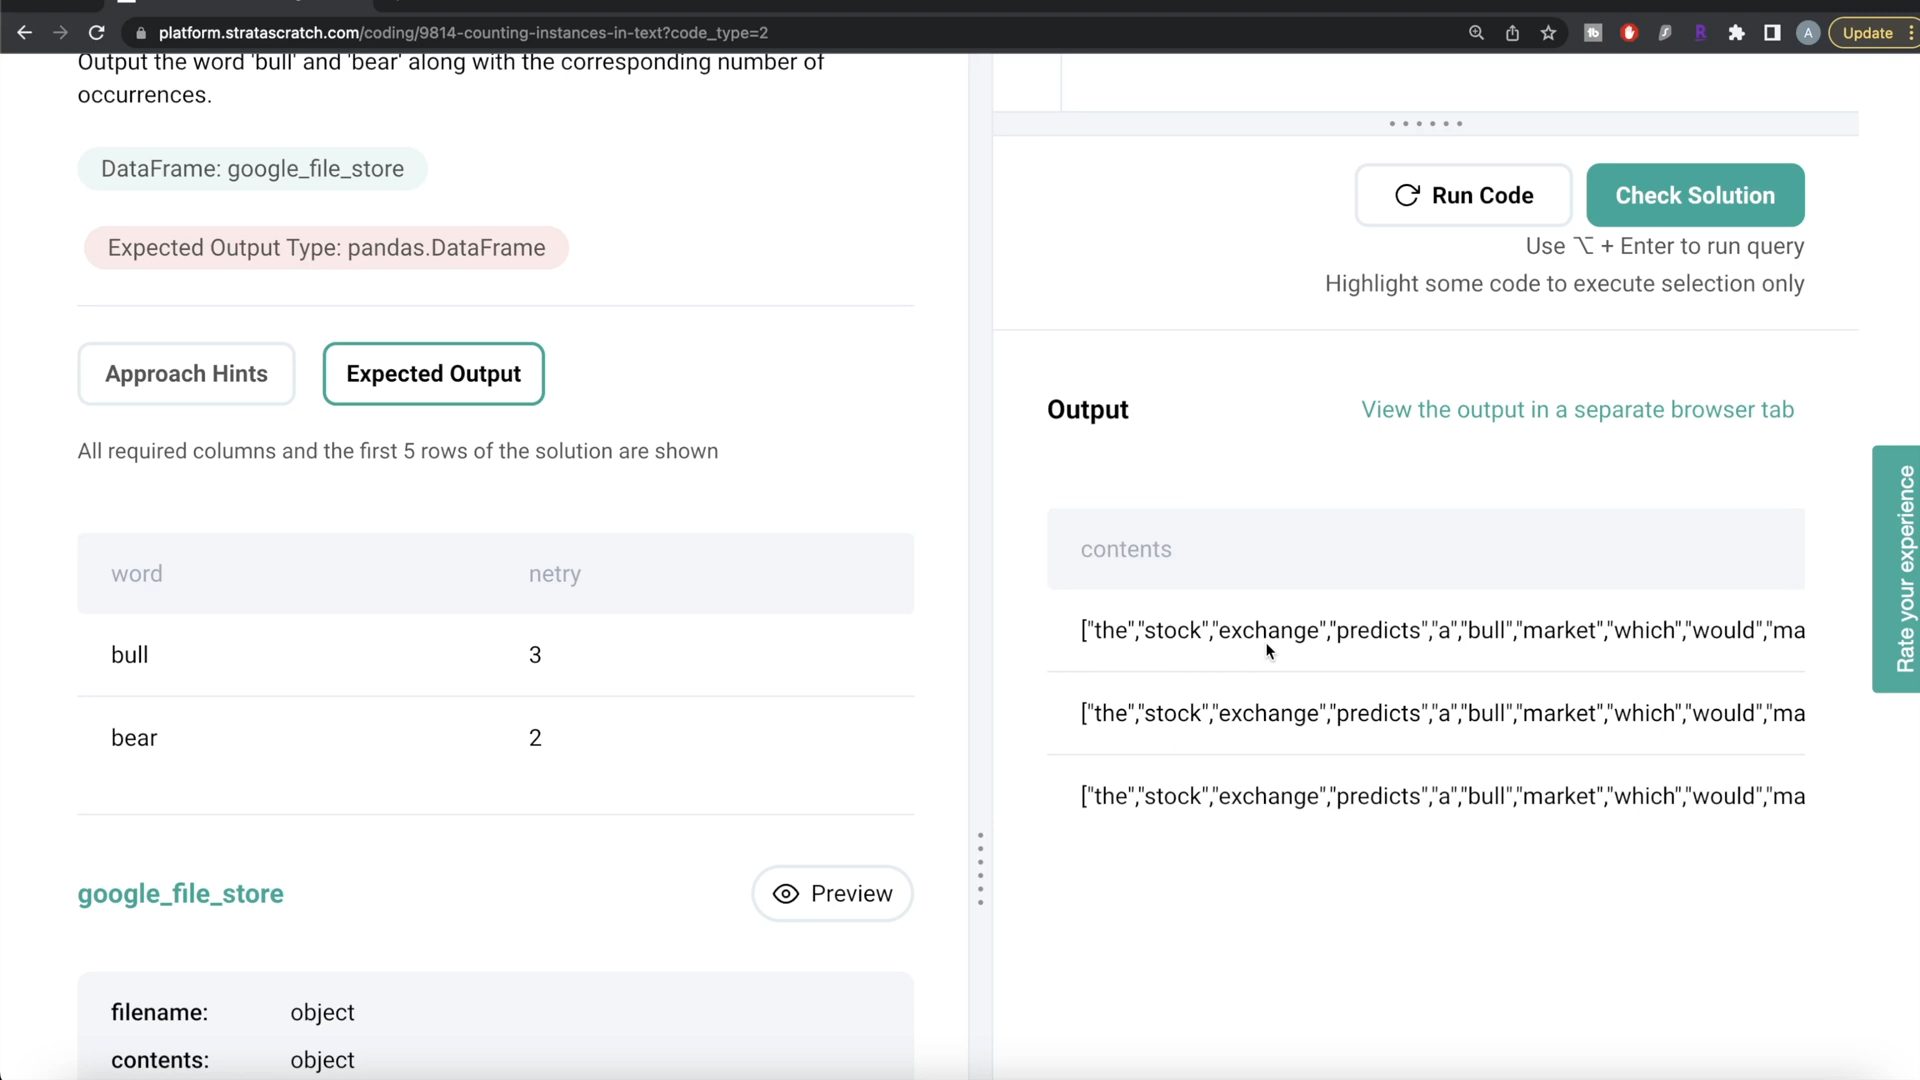 platform.stratascratch.com/coding/9814-counting-instances-in-text?code_type=2
tb
R
A
Update
Output the word 'bull' and 'bear' along with the corresponding number of
occurrences.
DataFrame: google_file_store
Expected Output Type: pandas.DataFrame
Approach Hints
Expected Output
All required columns and the first 5 rows of the solution are shown
word netry
bull 3
bear 2
google_file_store
Preview
filename: object
contents: object
Run Code
Check Solution
Use ⌥ + Enter to run query
Highlight some code to execute selection only
Output
View the output in a separate browser tab
contents
["the","stock","exchange","predicts","a","bull","market","which","would","ma
["the","stock","exchange","predicts","a","bull","market","which","would","ma
["the","stock","exchange","predicts","a","bull","market","which","would","ma
Rate your experience